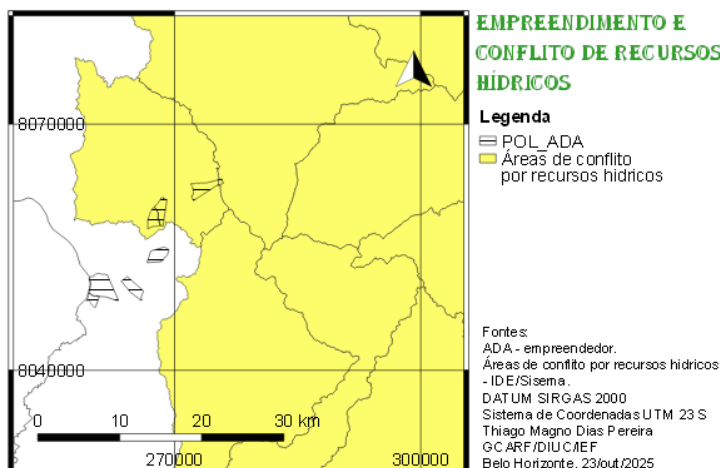 EMPREENDIMENTO E
CONFLITO DE RECURSOS
HÍDRICOS
Legenda
POL_ADA
Áreas de conflito
por recursos hidricos
8070000
8040000
0 10 20 30 km
270000 300000
Fontes:
ADA - empreendedor.
Áreas de conflito por recursos hidricos
- IDE/Sisema.
DATUM SIRGAS 2000
Sistema de Coordenadas UTM 23 S
Thiago Magno Dias Pereira
GCARF/DIUC/IEF
Belo Horizonte, 23/out/2025